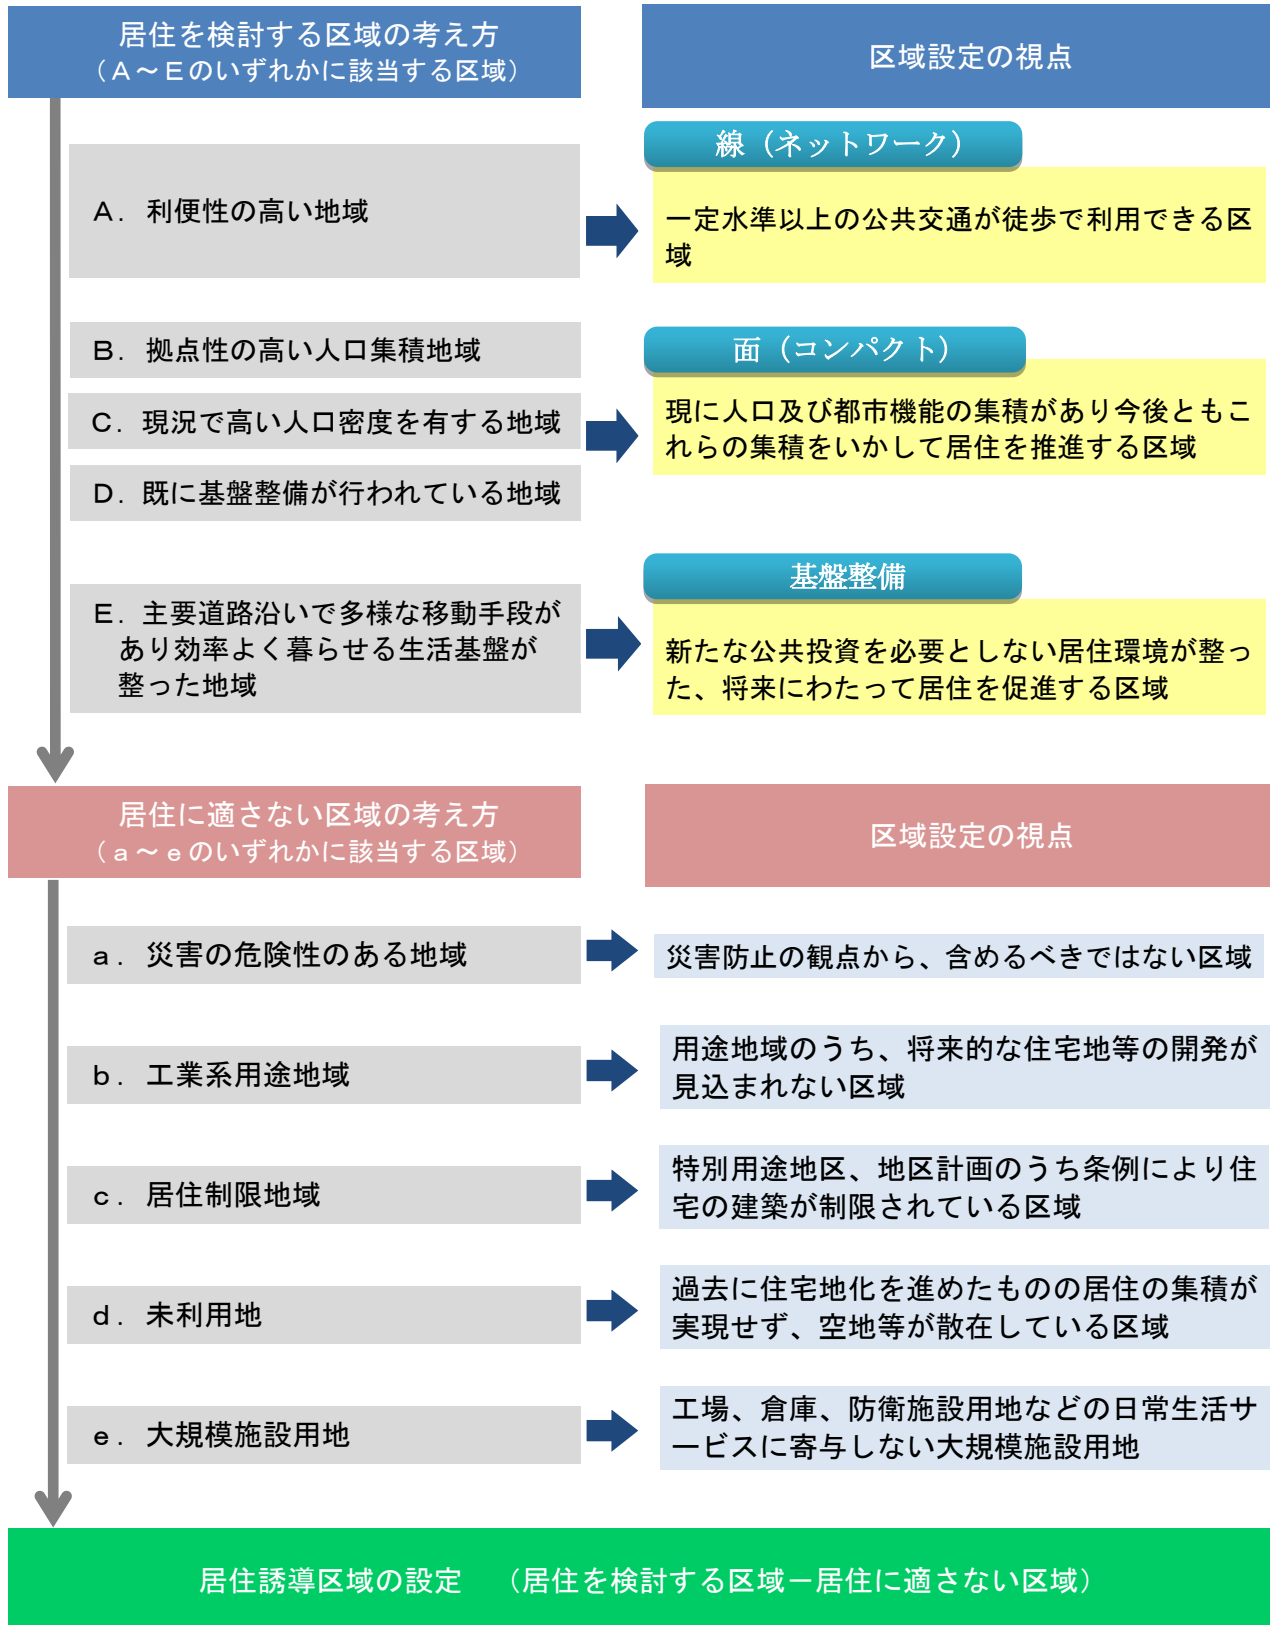 居住を検討する区域の考え方
（A～Eのいずれかに該当する区域）
区域設定の視点
A．利便性の高い地域
線（ネットワーク）
一定水準以上の公共交通が徒歩で利用できる区
域
B．拠点性の高い人口集積地域
C．現況で高い人口密度を有する地域
D．既に基盤整備が行われている地域
面（コンパクト）
現に人口及び都市機能の集積があり今後ともこ
れらの集積をいかして居住を推進する区域
E．主要道路沿いで多様な移動手段が
あり効率よく暮らせる生活基盤が
整った地域
基盤整備
新たな公共投資を必要としない居住環境が整っ
た、将来にわたって居住を促進する区域
居住に適さない区域の考え方
（a～eのいずれかに該当する区域）
区域設定の視点
a．災害の危険性のある地域
災害防止の観点から、含めるべきではない区域
b．工業系用途地域
用途地域のうち、将来的な住宅地等の開発が
見込まれない区域
c．居住制限地域
特別用途地区、地区計画のうち条例により住
宅の建築が制限されている区域
d．未利用地
過去に住宅地化を進めたものの居住の集積が
実現せず、空地等が散在している区域
e．大規模施設用地
工場、倉庫、防衛施設用地などの日常生活サ
ービスに寄与しない大規模施設用地
居住誘導区域の設定　（居住を検討する区域－居住に適さない区域）